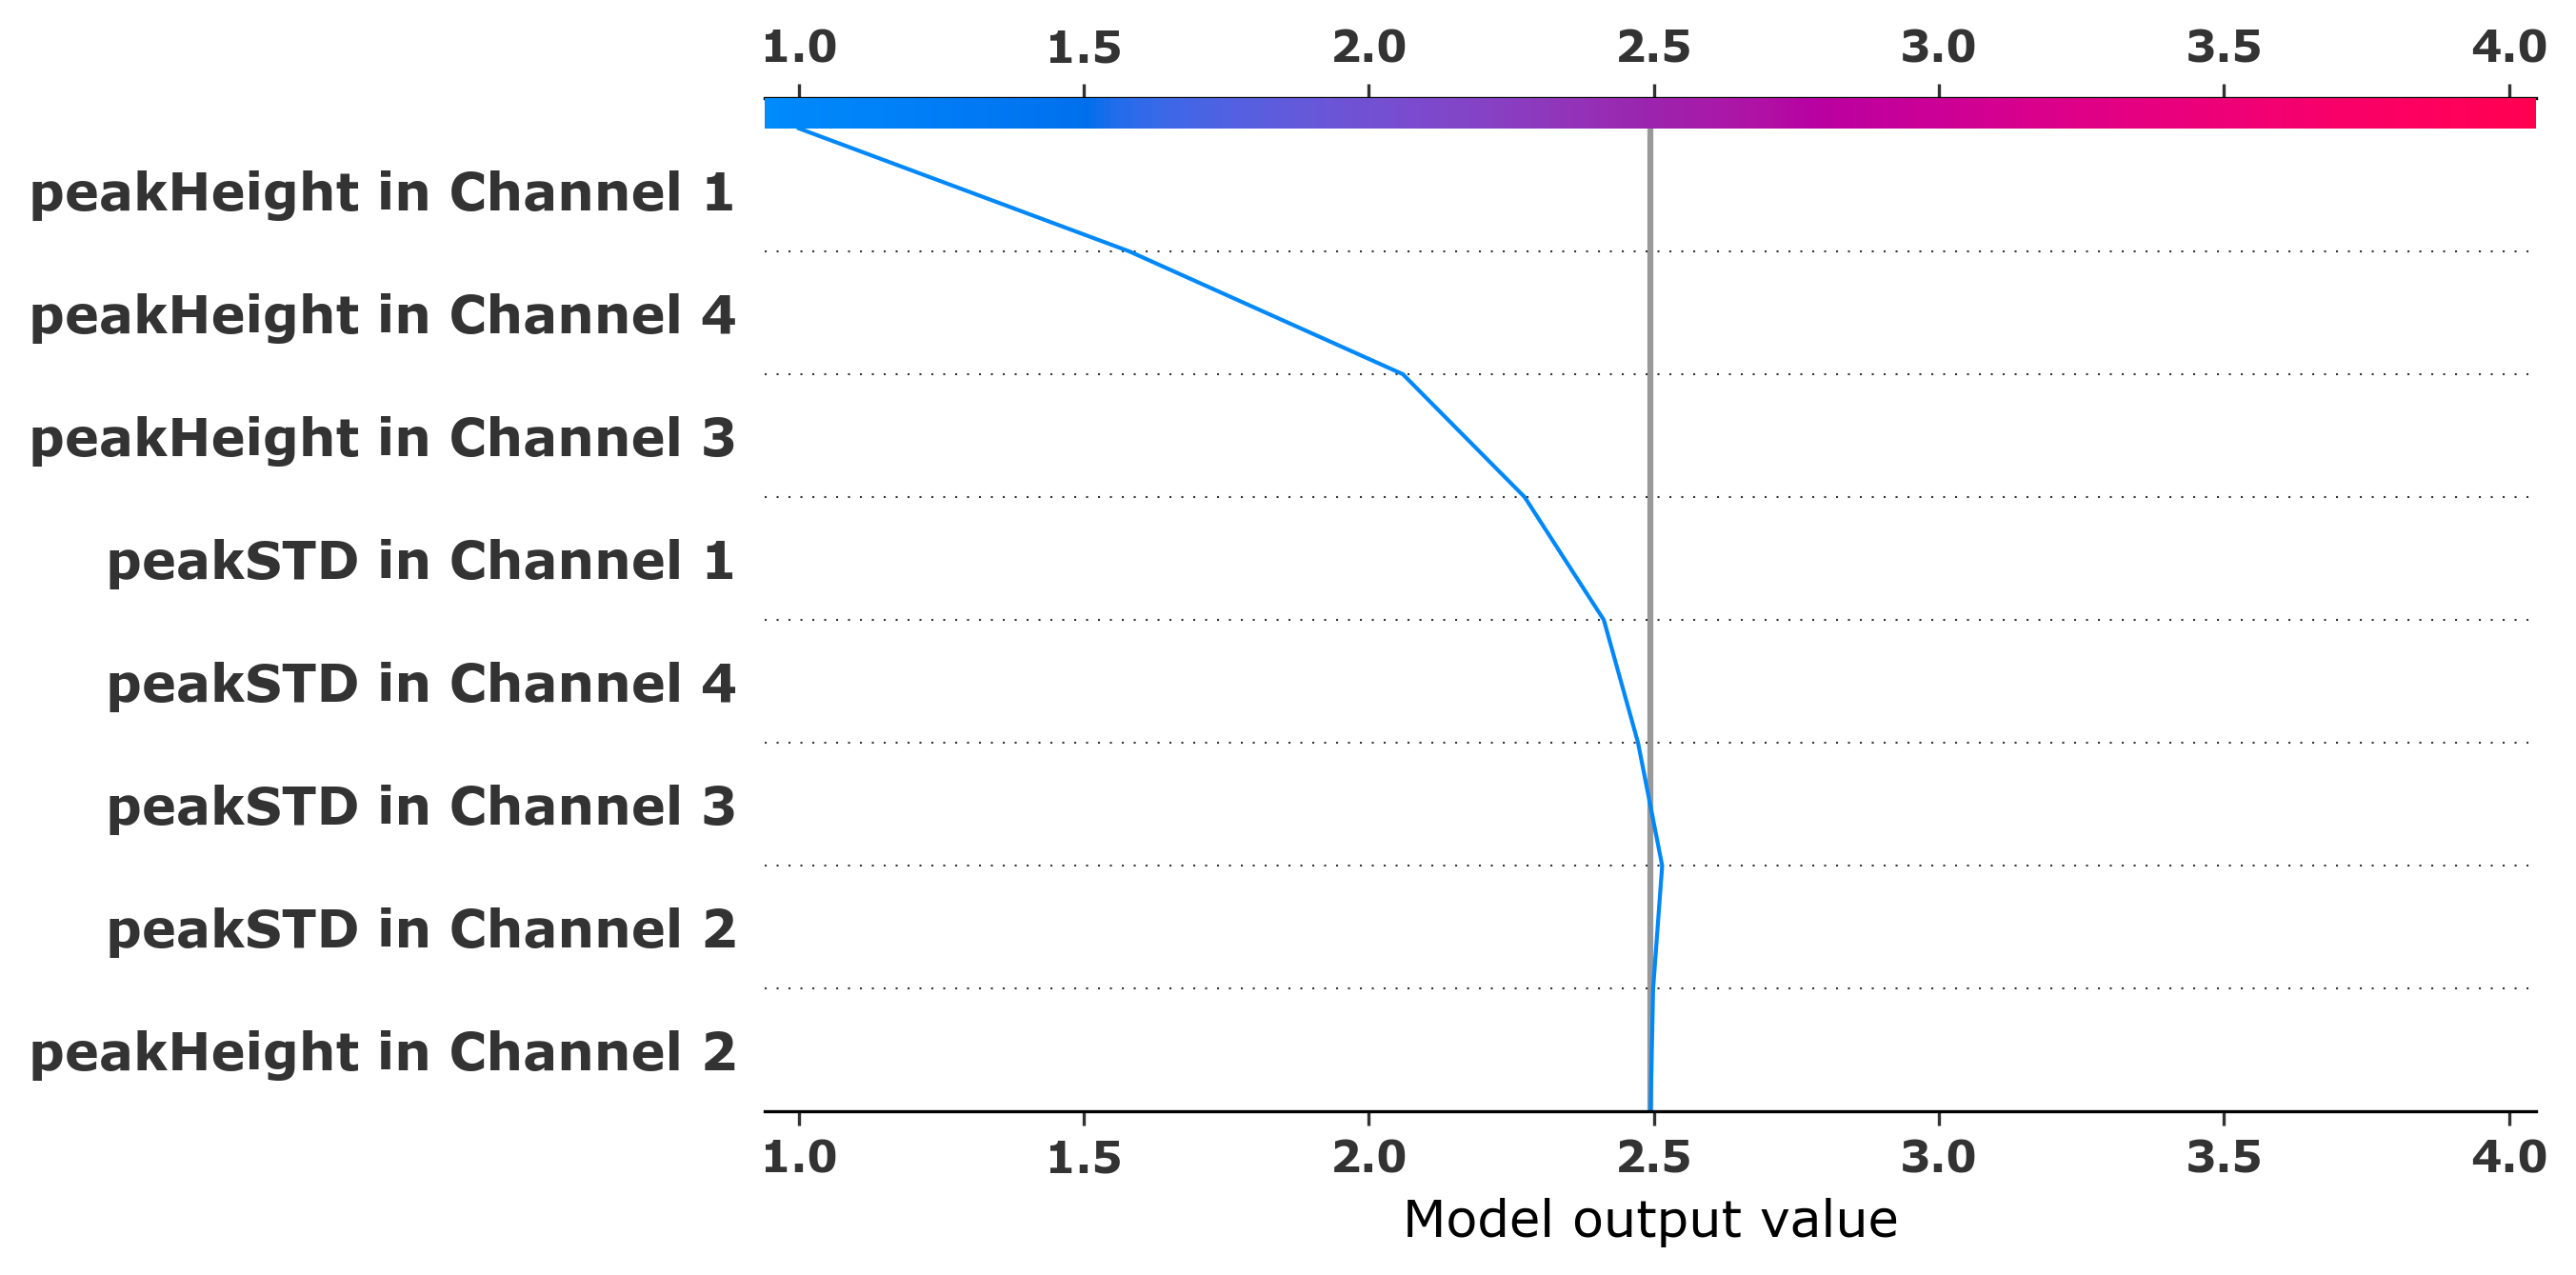 1.0 1.5 2.0 2.5 3.0 3.5 4.0
peakHeight in Channel 1
peakHeight in Channel 4
peakHeight in Channel 3
peakSTD in Channel 1
peakSTD in Channel 4
peakSTD in Channel 3
peakSTD in Channel 2
peakHeight in Channel 2
1.0 1.5 2.0 2.5 3.0 3.5 4.0
Model output value